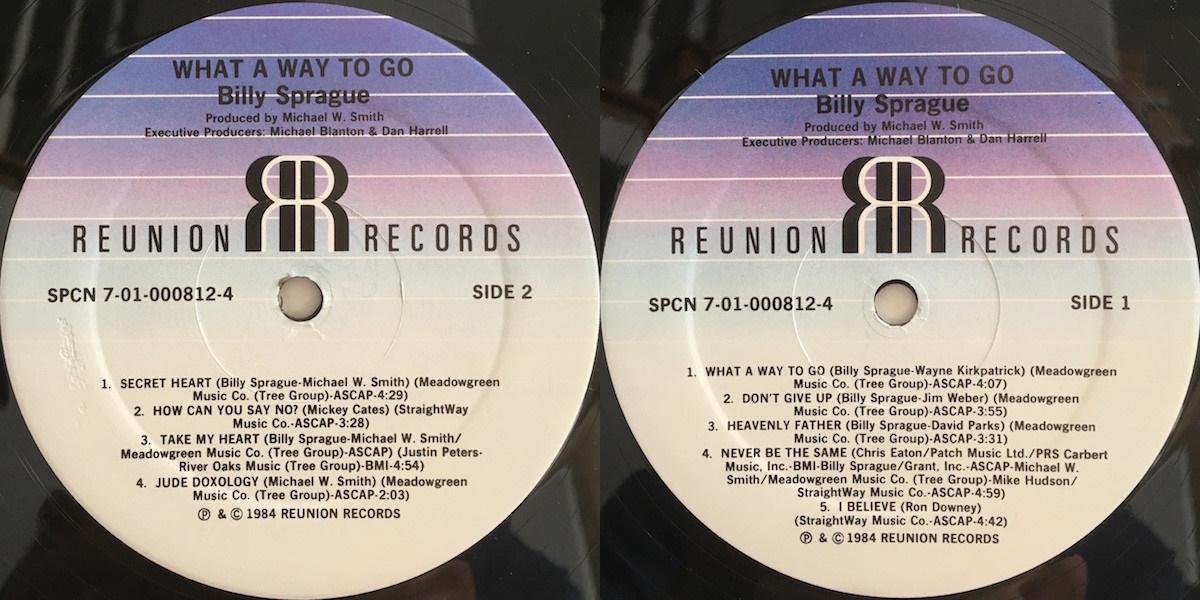 WHAT A WAY TO GO
Billy Sprague
Produced by Michael W. Smith
Executive Producers: Michael Blanton & Dan Harrell
RR
REUNION RECORDS
SPCN 7-01-000812-4
SIDE 2
1. SECRET HEART (Billy Sprague-Michael W. Smith) (Meadowgreen
Music Co. (Tree Group)-ASCAP-4:29)
2. HOW CAN YOU SAY NO? (Mickey Cates) (StraightWay
Music Co.-ASCAP-3:28)
3. TAKE MY HEART (Billy Sprague-Michael W. Smith/
Meadowgreen Music Co. (Tree Group)-ASCAP) (Justin Peters-
River Oaks Music (Tree Group)-BMI-4:54)
4. JUDE DOXOLOGY (Michael W. Smith) (Meadowgreen
Music Co. (Tree Group)-ASCAP-2:03)
℗ & © 1984 REUNION RECORDS
WHAT A WAY TO GO
Billy Sprague
Produced by Michael W. Smith
Executive Producers: Michael Blanton & Dan Harrell
RR
REUNION RECORDS
SPCN 7-01-000812-4
SIDE 1
1. WHAT A WAY TO GO (Billy Sprague-Wayne Kirkpatrick) (Meadowgreen
Music Co. (Tree Group)-ASCAP-4:07)
2. DON'T GIVE UP (Billy Sprague-Jim Weber) (Meadowgreen
Music Co. (Tree Group)-ASCAP-3:55)
3. HEAVENLY FATHER (Billy Sprague-David Parks) (Meadowgreen
Music Co. (Tree Group)-ASCAP-3:31)
4. NEVER BE THE SAME (Chris Eaton/Patch Music Ltd./PRS Carbert
Music, Inc.-BMI-Billy Sprague/Grant, Inc.-ASCAP-Michael W.
Smith/Meadowgreen Music Co. (Tree Group)-Mike Hudson/
StraightWay Music Co.-ASCAP-4:59)
5. I BELIEVE (Ron Downey)
(StraightWay Music Co.-ASCAP-4:42)
℗ & © 1984 REUNION RECORDS